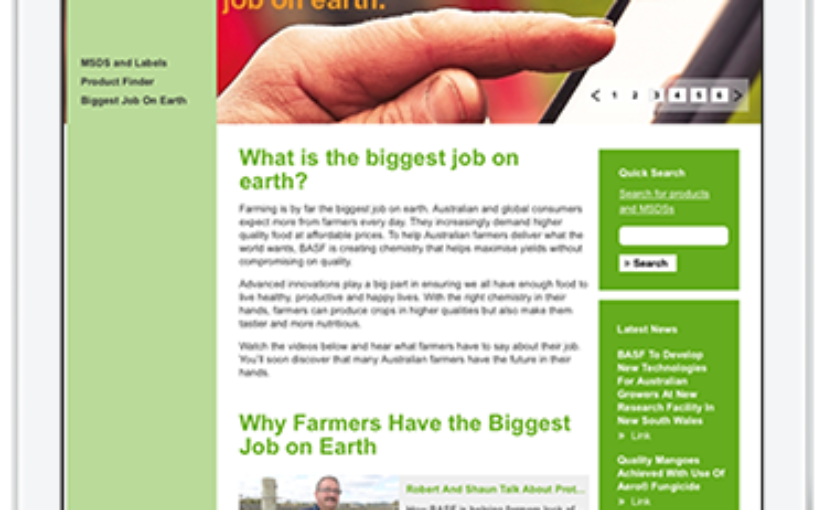 job on earth.
MSDS and Labels
Product Finder
Biggest Job On Earth
< 1 2 3 4 5 6 >
What is the biggest job on
earth?
Farming is by far the biggest job on earth. Australian and global consumers
expect more from farmers every day. They increasingly demand higher
quality food at affordable prices. To help Australian farmers deliver what the
world wants, BASF is creating chemistry that helps maximise yields without
compromising on quality.
Advanced innovations play a big part in ensuring we all have enough food to
live healthy, productive and happy lives. With the right chemistry in their
hands, farmers can produce crops in higher qualities but also make them
tastier and more nutritious.
Watch the videos below and hear what farmers have to say about their job.
You'll soon discover that many Australian farmers have the future in their
hands.
Why Farmers Have the Biggest
Job on Earth
Robert And Shaun Talk About Prot...
How BASF is helping farmers look at
Quick Search
Search for products
and MSDSs
» Search
Latest News
BASF To Develop
New Technologies
For Australian
Growers At New
Research Facility In
New South Wales
» Link
Quality Mangoes
Achieved With Use Of
Aero® Fungicide
» Link